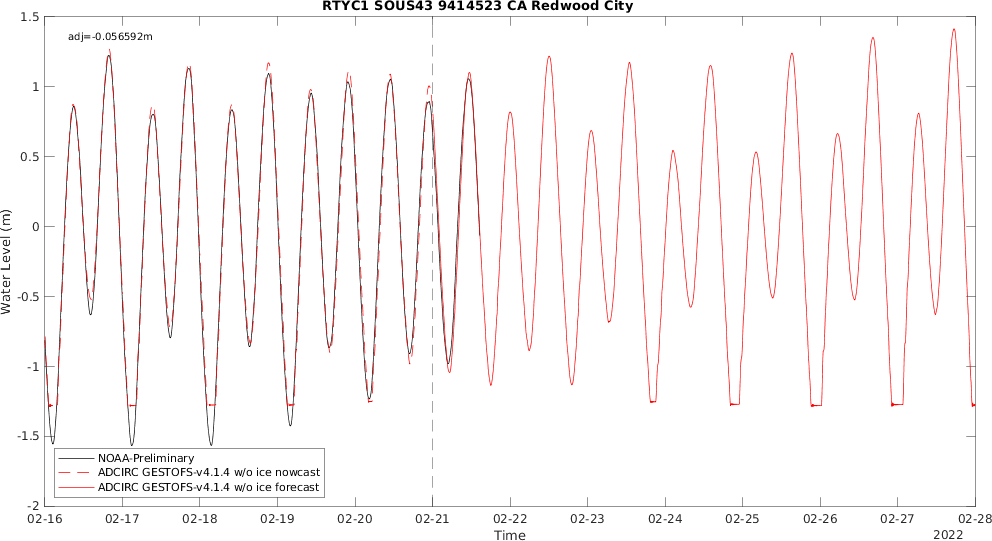 RTYC1 SOUS43 9414523 CA Redwood City
adj=-0.056592m
Water Level (m)
1.5
1
0.5
0
-0.5
-1
-1.5
-2
NOAA-Preliminary
ADCIRC GESTOFS-v4.1.4 w/o ice nowcast
ADCIRC GESTOFS-v4.1.4 w/o ice forecast
02-16 02-17 02-18 02-19 02-20 02-21 02-22 02-23 02-24 02-25 02-26 02-27 02-28
Time
2022